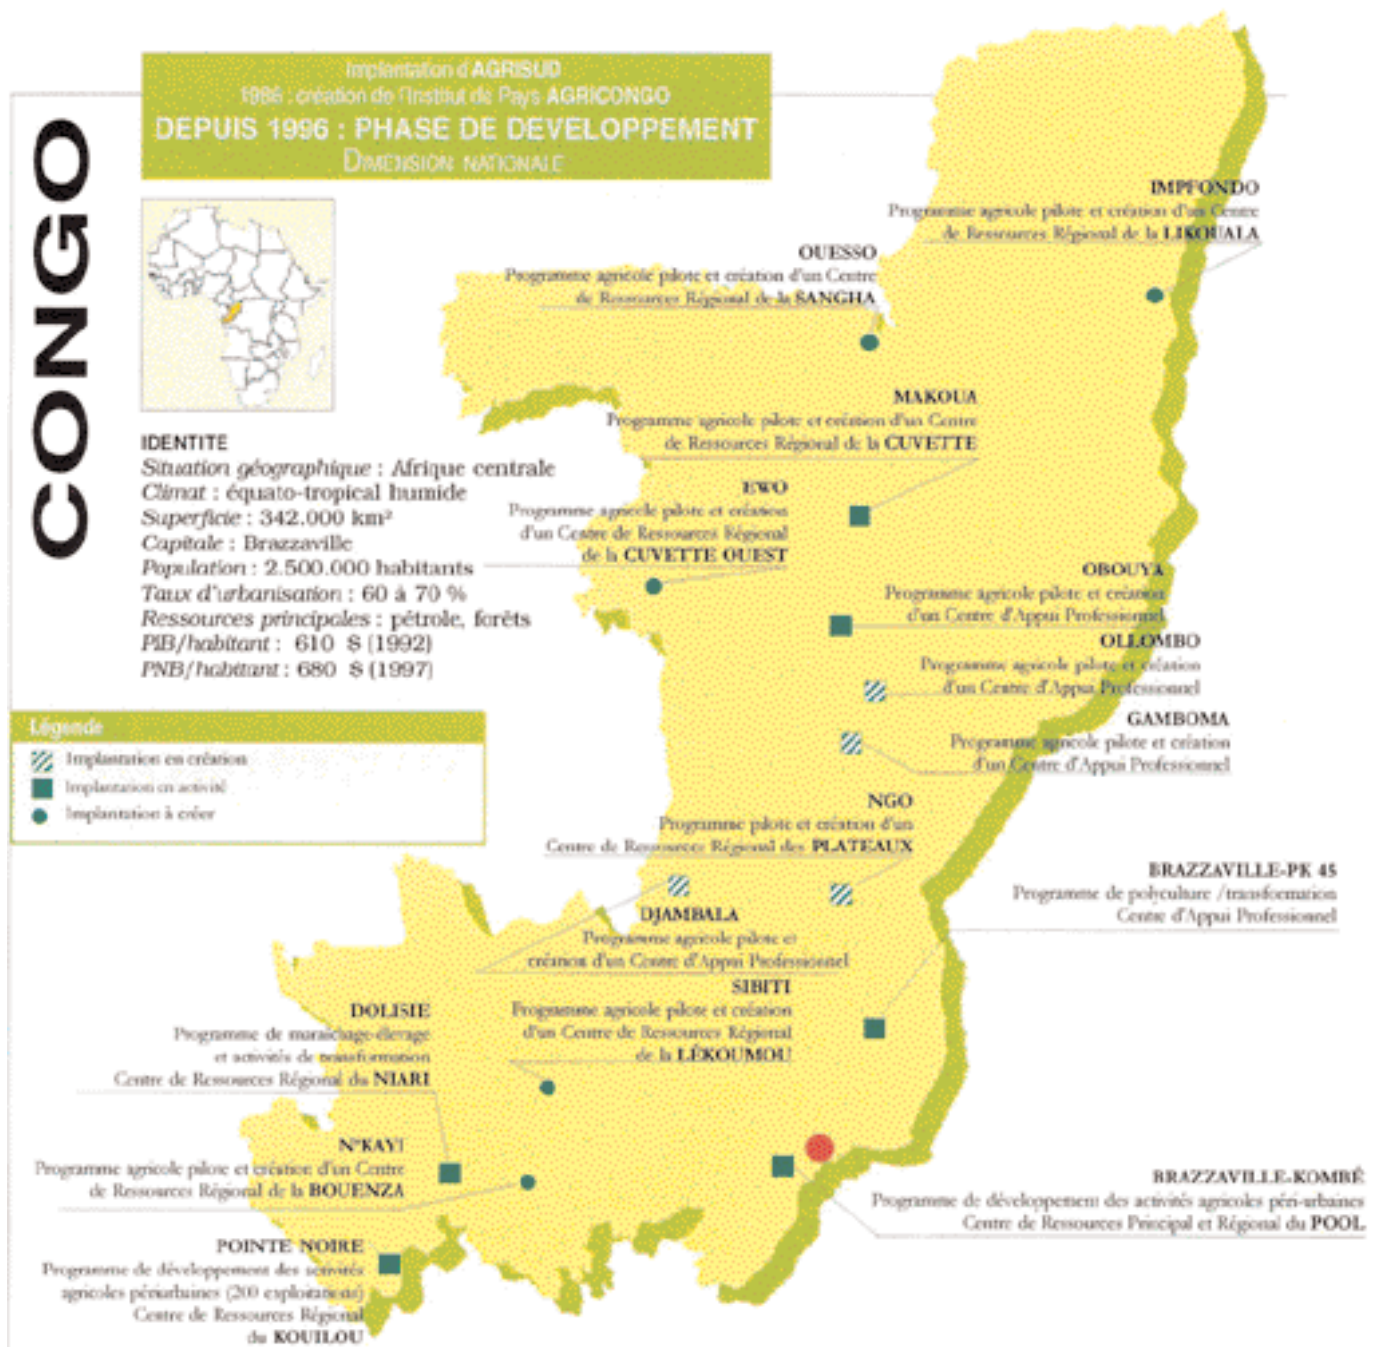 CONGO
Implantation d'AGRISUD
1986 : création de l'Institut de Pays AGRICONGO
DEPUIS 1996 : PHASE DE DEVELOPPEMENT
DIMENSION NATIONALE
IDENTITE
Situation géographique : Afrique centrale
Climat : équato-tropical humide
Superficie : 342.000 km²
Capitale : Brazzaville
Population : 2.500.000 habitants
Taux d'urbanisation : 60 à 70 %
Ressources principales : pétrole, forêts
PIB/habitant : 610 $ (1992)
PNB/habitant : 680 $ (1997)
Légende
Implantation en création
Implantation en activité
Implantation à créer
IMPFONDO
Programme agricole pilote et création d'un Centre
de Ressources Régional de la LIKOUALA
OUESSO
Programme agricole pilote et création d'un Centre
de Ressources Régional de la SANGHA
MAKOUA
Programme agricole pilote et création d'un Centre
de Ressources Régional de la CUVETTE
EWO
Programme agricole pilote et création
d'un Centre de Ressources Régional
de la CUVETTE OUEST
OBOUYA
Programme agricole pilote et création
d'un Centre d'Appui Professionnel
OLLOMBO
Programme agricole pilote et création
d'un Centre d'Appui Professionnel
GAMBOMA
Programme agricole pilote et création
d'un Centre d'Appui Professionnel
NGO
Programme pilote et création d'un
Centre de Ressources Régional des PLATEAUX
BRAZZAVILLE-PK 45
Programme de polyculture /transformation
Centre d'Appui Professionnel
DJAMBALA
Programme agricole pilote et
création d'un Centre d'Appui Professionnel
SIBITI
Programme agricole pilote et création
d'un Centre de Ressources Régional
de la LÉKOUMOU
DOLISIE
Programme de maraîchage-élevage
et activités de transformation
Centre de Ressources Régional du NIARI
N'KAYI
Programme agricole pilote et création d'un Centre
de Ressources Régional de la BOUENZA
BRAZZAVILLE-KOMBÉ
Programme de développement des activités agricoles péri-urbaines
Centre de Ressources Principal et Régional du POOL
POINTE NOIRE
Programme de développement des activités
agricoles périurbaines (200 exploitations)
Centre de Ressources Régional
du KOUILOU